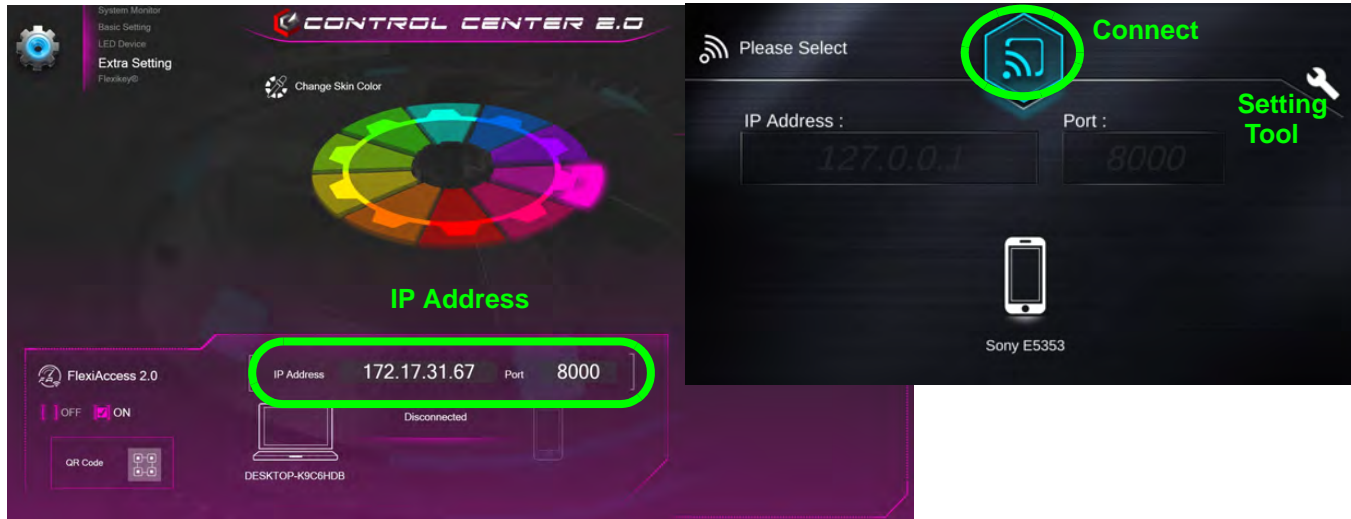 System Monitor
Basic Setting
LED Device
Extra Setting
Flexikey®
CONTROL CENTER 2.0
Change Skin Color
IP Address
FlexiAccess 2.0
OFF ON
QR Code
IP Address 172.17.31.67 Port 8000
Disconnected
DESKTOP-K9C6HDB
Please Select
Connect
Setting
Tool
IP Address : Port :
127.0.0.1 8000
Sony E5353